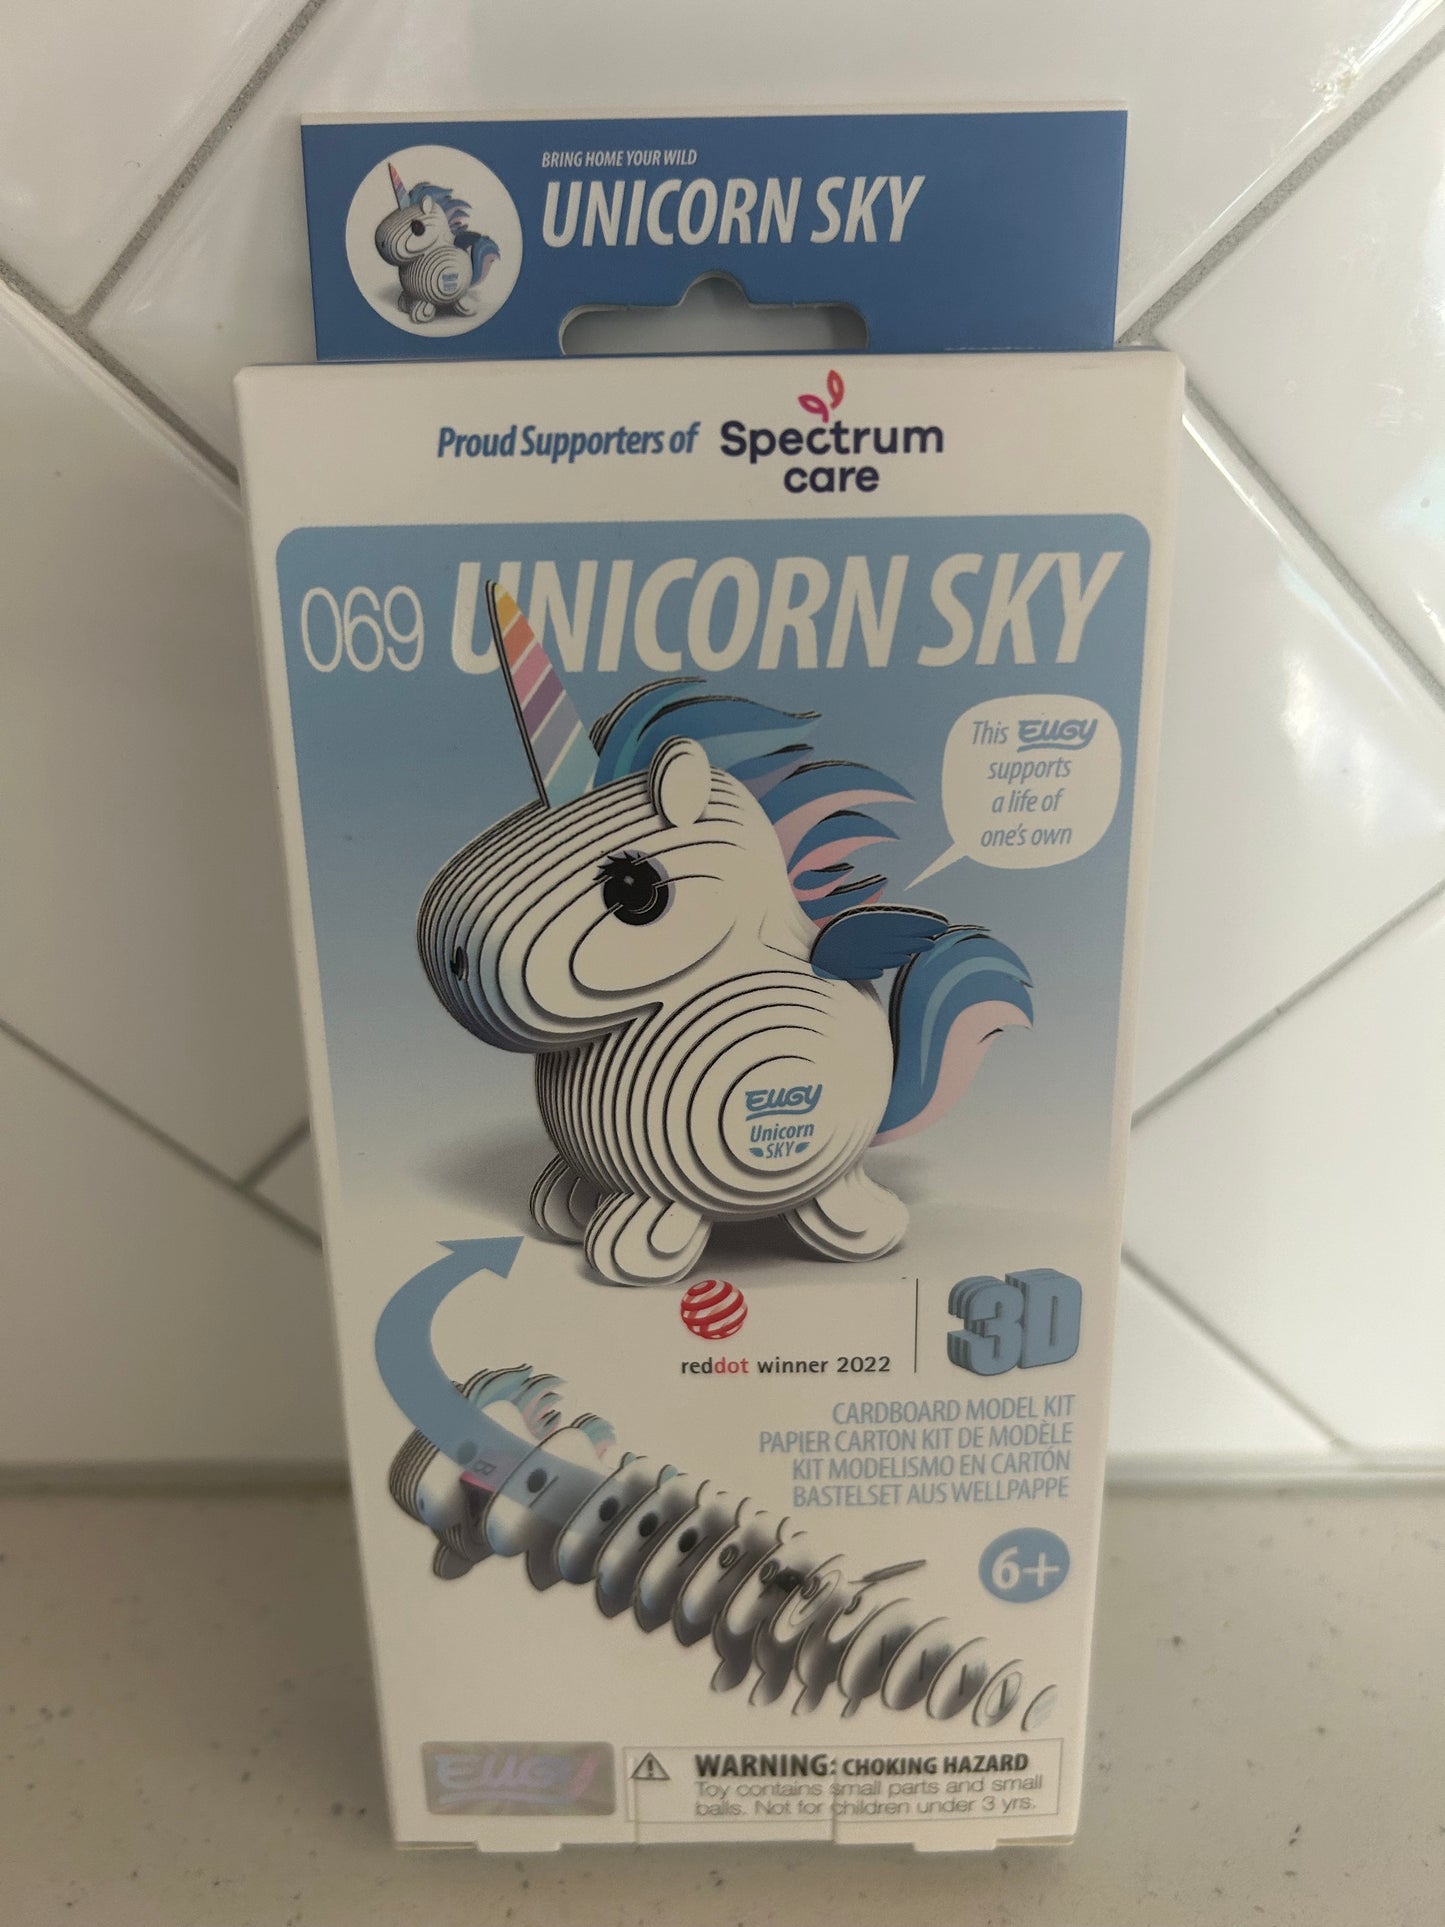 BRING HOME YOUR WILD
UNICORN SKY
Proud Supporters of Spectrum
care
069 UNICORN SKY
This EUGY
supports
a life of
one's own
EUGY
Unicorn
SKY
reddot winner 2022
3D
CARDBOARD MODEL KIT
PAPIER CARTON KIT DE MODÈLE
KIT MODELISMO EN CARTÓN
BASTELSET AUS WELLPAPPE
6+
EUGY
WARNING: CHOKING HAZARD
Toy contains small parts and small
balls. Not for children under 3 yrs.